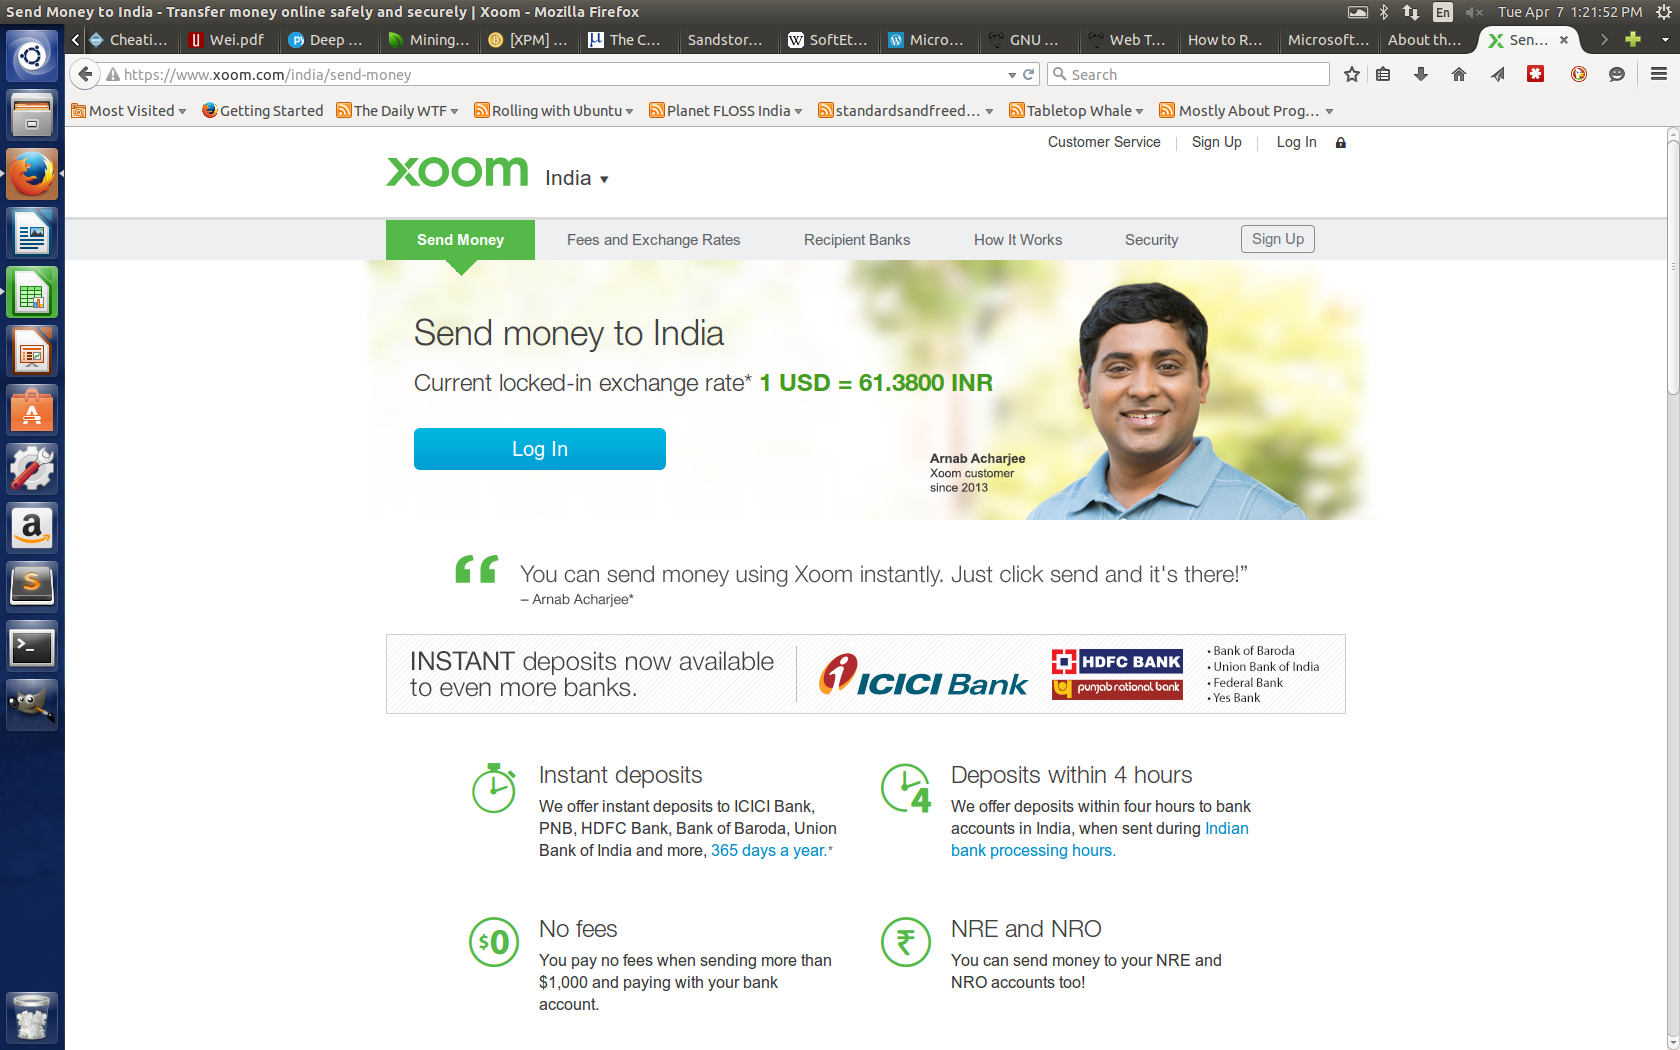 Send Money to India - Transfer money online safely and securely | Xoom - Mozilla Firefox
En
Tue Apr 7 1:21:52 PM
Cheati...
Wei.pdf
Deep ...
Mining...
[XPM] ...
The C...
Sandstor...
SoftEt...
Micro...
GNU ...
Web T...
How to R...
Microsoft...
About th...
Sen...
https://www.xoom.com/india/send-money
Search
Most Visited
Getting Started
The Daily WTF
Rolling with Ubuntu
Planet FLOSS India
standardsandfreed...
Tabletop Whale
Mostly About Prog...
Customer Service
Sign Up
Log In
xoom
India
Send Money
Fees and Exchange Rates
Recipient Banks
How It Works
Security
Sign Up
Send money to India
Current locked-in exchange rate* 1 USD = 61.3800 INR
Log In
Arnab Acharjee
Xoom customer
since 2013
“You can send money using Xoom instantly. Just click send and it's there!”
– Arnab Acharjee*
INSTANT deposits now available
to even more banks.
ICICI Bank
HDFC BANK
punjab national bank
• Bank of Baroda
• Union Bank of India
• Federal Bank
• Yes Bank
Instant deposits
We offer instant deposits to ICICI Bank,
PNB, HDFC Bank, Bank of Baroda, Union
Bank of India and more, 365 days a year.*
4
Deposits within 4 hours
We offer deposits within four hours to bank
accounts in India, when sent during Indian
bank processing hours.
$0
No fees
You pay no fees when sending more than
$1,000 and paying with your bank
account.
₹
NRE and NRO
You can send money to your NRE and
NRO accounts too!